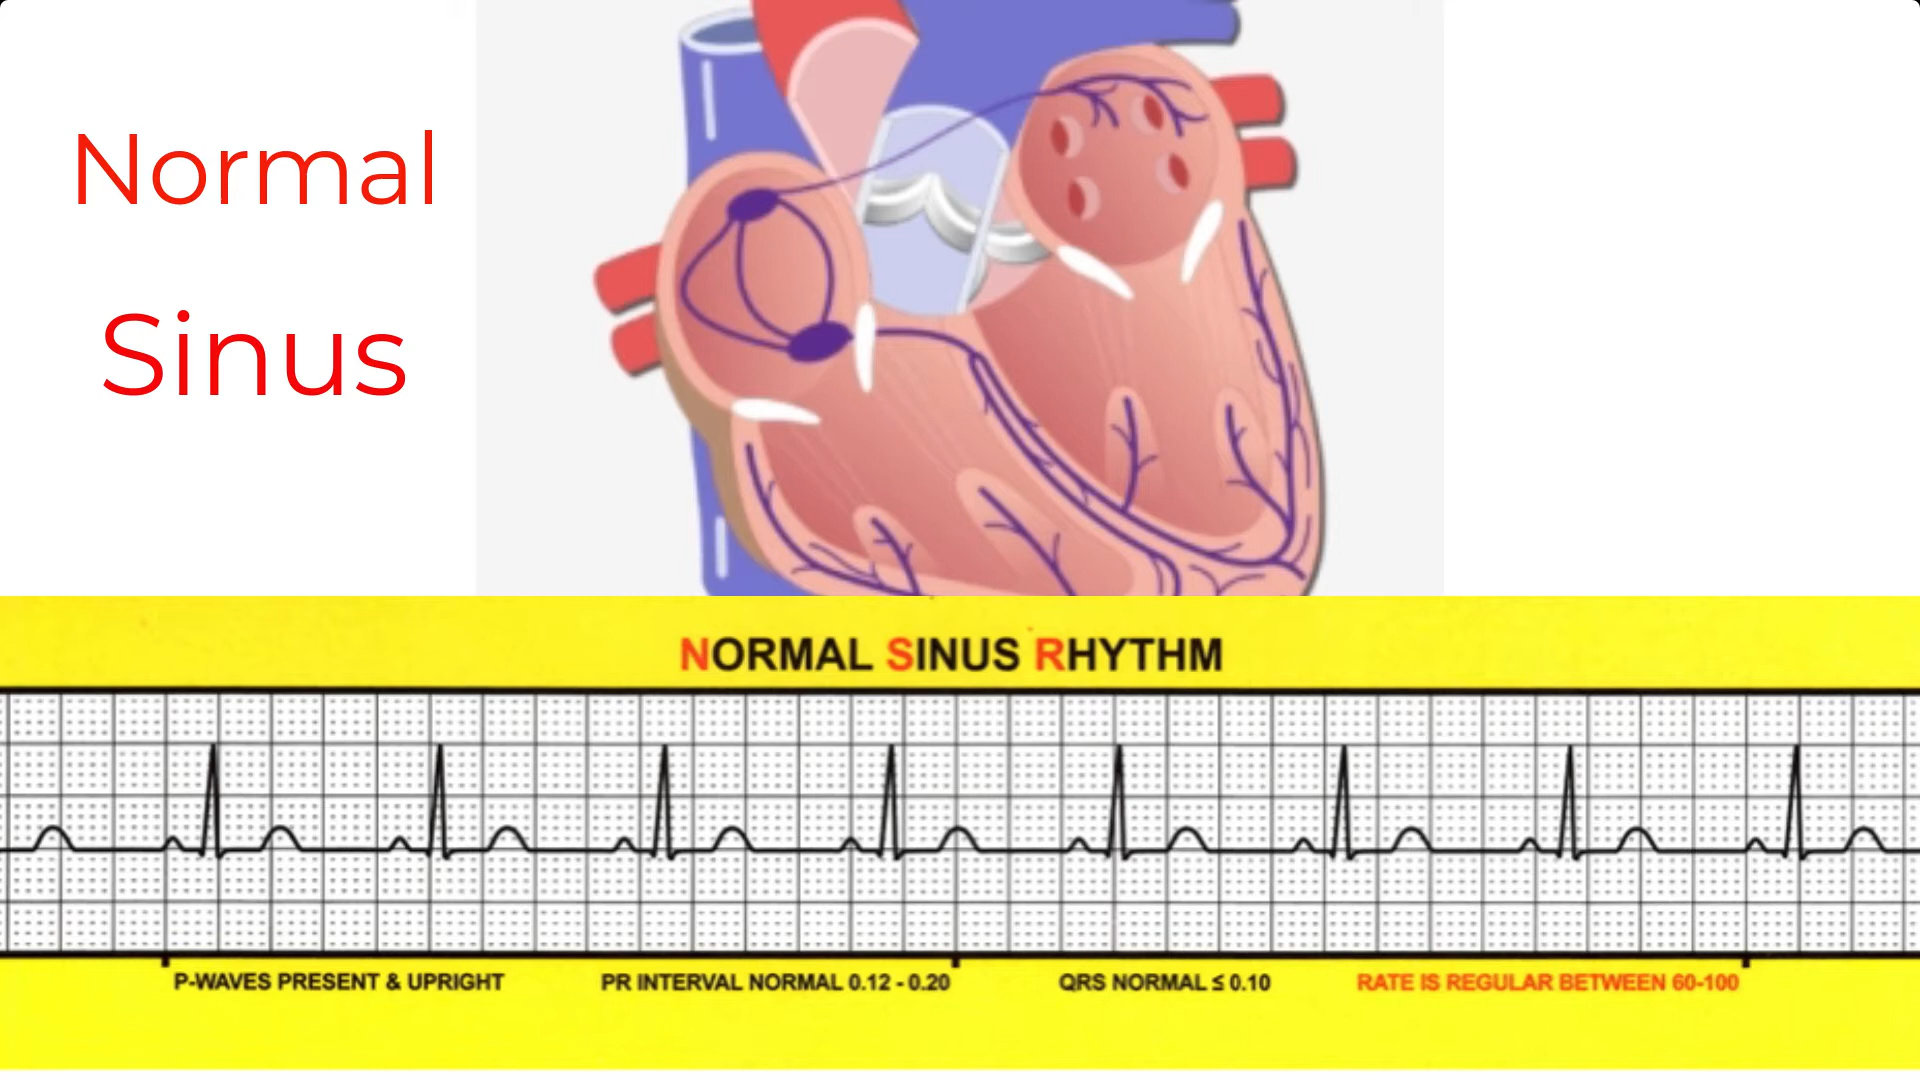 Normal
Sinus
NORMAL SINUS RHYTHM
P-WAVES PRESENT & UPRIGHT PR INTERVAL NORMAL 0.12 - 0.20 QRS NORMAL ≤ 0.10 RATE IS REGULAR BETWEEN 60-100